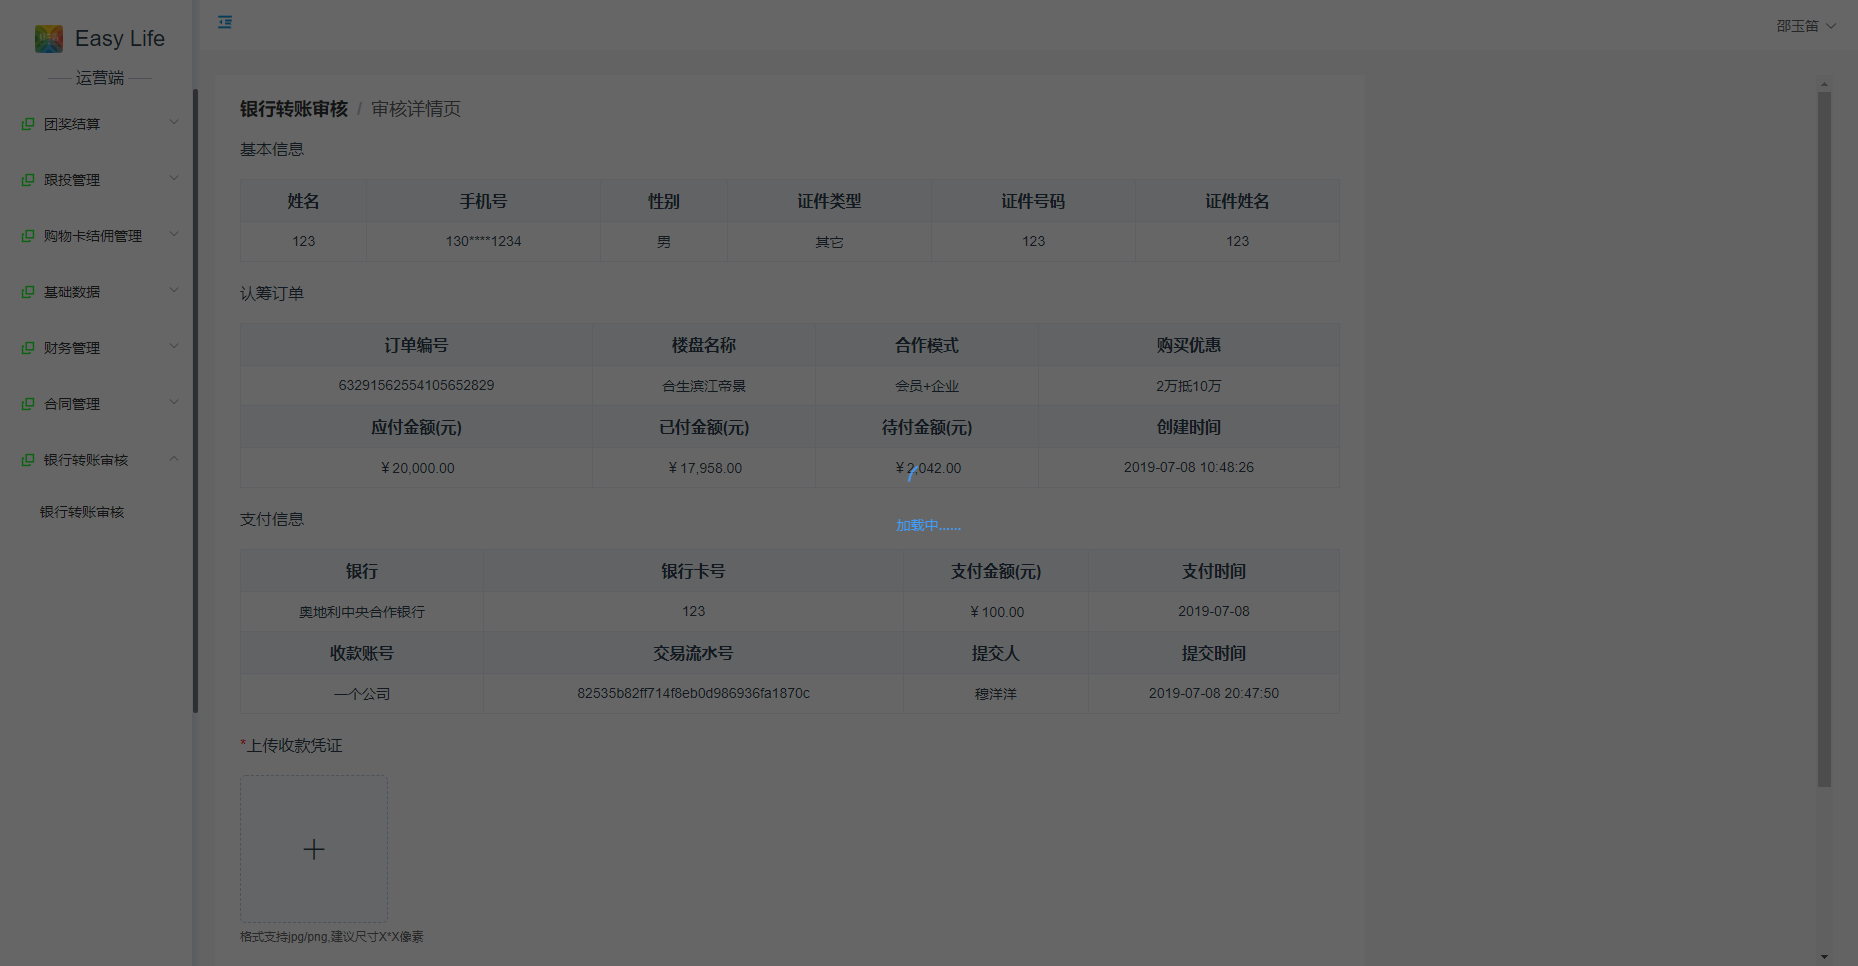 Easy Life
运营端
团奖结算
跟投管理
购物卡结佣管理
基础数据
财务管理
合同管理
银行转账审核
银行转账审核
邵玉笛
银行转账审核 / 审核详情页
基本信息
姓名 手机号 性别 证件类型 证件号码 证件姓名
123 130****1234 男 其它 123 123
认筹订单
订单编号 楼盘名称 合作模式 购买优惠
63291562554105652829 合生滨江帝景 会员+企业 2万抵10万
应付金额(元) 已付金额(元) 待付金额(元) 创建时间
¥20,000.00 ¥17,958.00 ¥2,042.00 2019-07-08 10:48:26
加载中......
支付信息
银行 银行卡号 支付金额(元) 支付时间
奥地利中央合作银行 123 ¥100.00 2019-07-08
收款账号 交易流水号 提交人 提交时间
一个公司 82535b82ff714f8eb0d986936fa1870c 穆洋洋 2019-07-08 20:47:50
*上传收款凭证
格式支持jpg/png,建议尺寸X*X像素